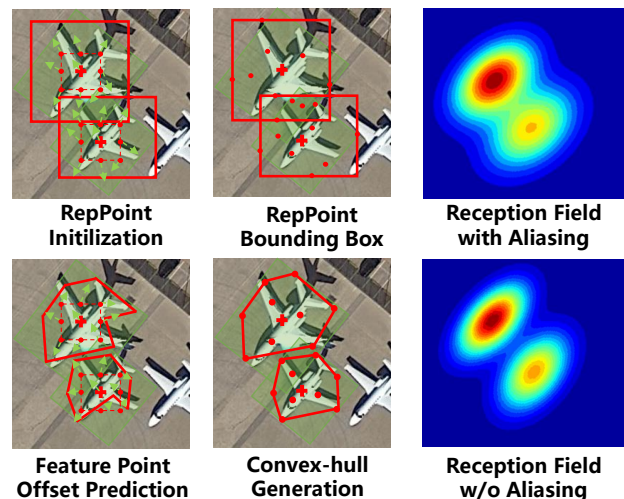 RepPoint
Initilization
RepPoint
Bounding Box
Reception Field
with Aliasing
Feature Point
Offset Prediction
Convex-hull
Generation
Reception Field
w/o Aliasing